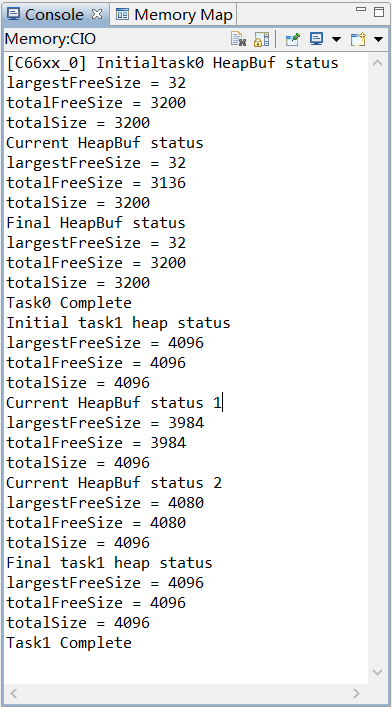 Console Memory Map
Memory:CIO
[C66xx_0] Initialtask0 HeapBuf status
largestFreeSize = 32
totalFreeSize = 3200
totalSize = 3200
Current HeapBuf status
largestFreeSize = 32
totalFreeSize = 3136
totalSize = 3200
Final HeapBuf status
largestFreeSize = 32
totalFreeSize = 3200
totalSize = 3200
Task0 Complete
Initial task1 heap status
largestFreeSize = 4096
totalFreeSize = 4096
totalSize = 4096
Current HeapBuf status 1
largestFreeSize = 3984
totalFreeSize = 3984
totalSize = 4096
Current HeapBuf status 2
largestFreeSize = 4080
totalFreeSize = 4080
totalSize = 4096
Final task1 heap status
largestFreeSize = 4096
totalFreeSize = 4096
totalSize = 4096
Task1 Complete